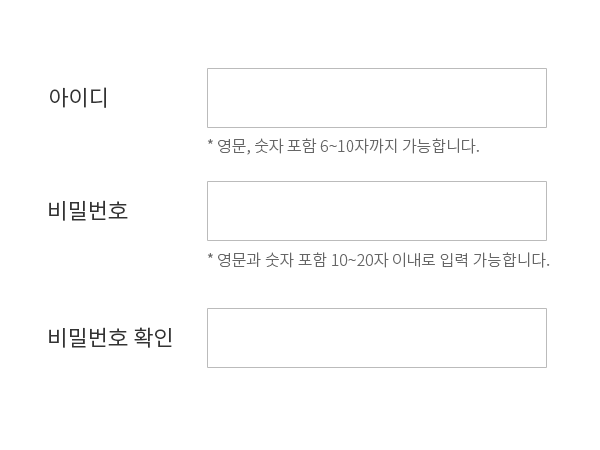 아이디
* 영문, 숫자 포함 6~10자까지 가능합니다.
비밀번호
* 영문과 숫자 포함 10~20자 이내로 입력 가능합니다.
비밀번호 확인